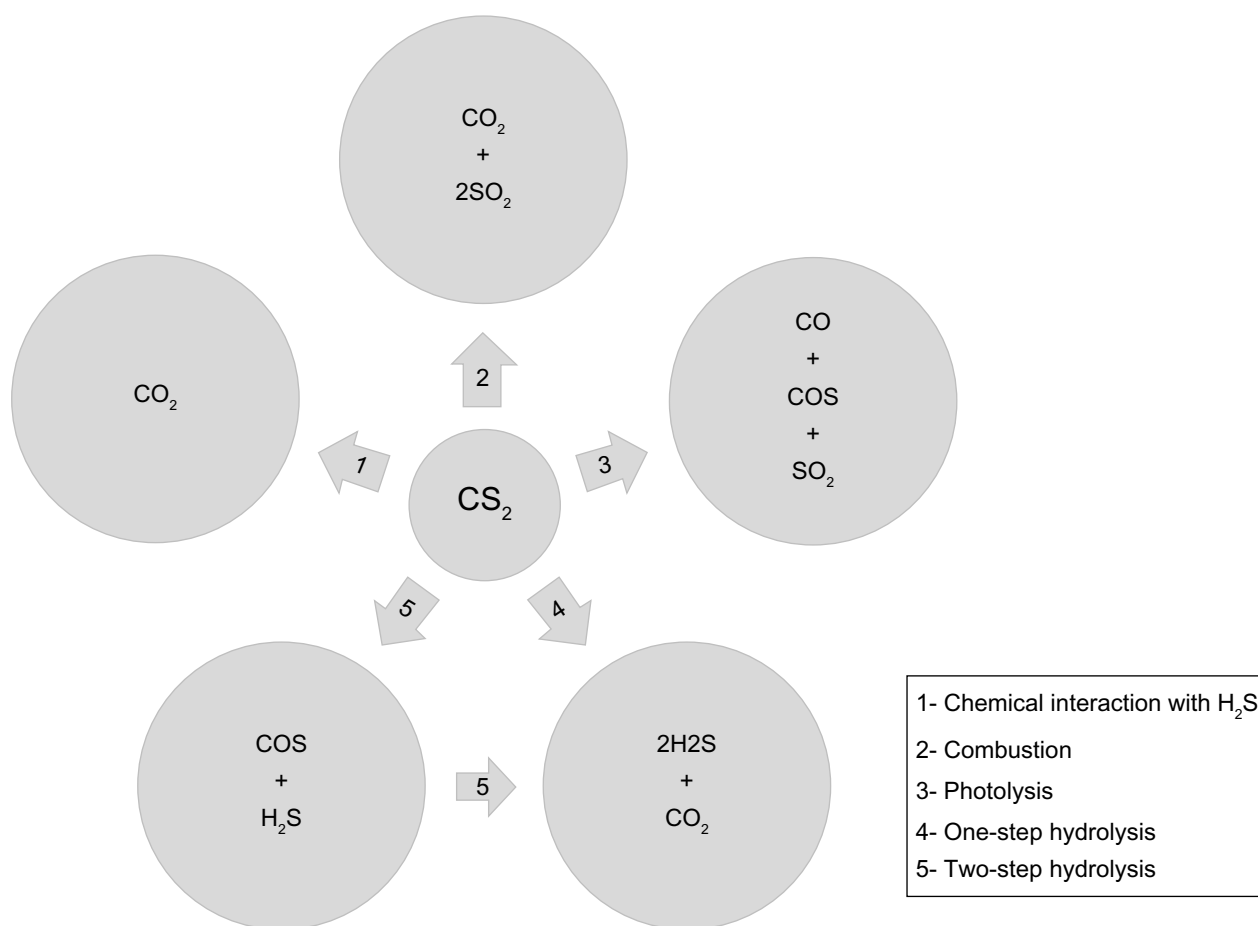 CO₂
+
2SO₂
CO
+
COS
+
SO₂
CO₂
2
1
3
CS₂
5
4
COS
+
H₂S
5
2H2S
+
CO₂
1- Chemical interaction with H₂S
2- Combustion
3- Photolysis
4- One-step hydrolysis
5- Two-step hydrolysis